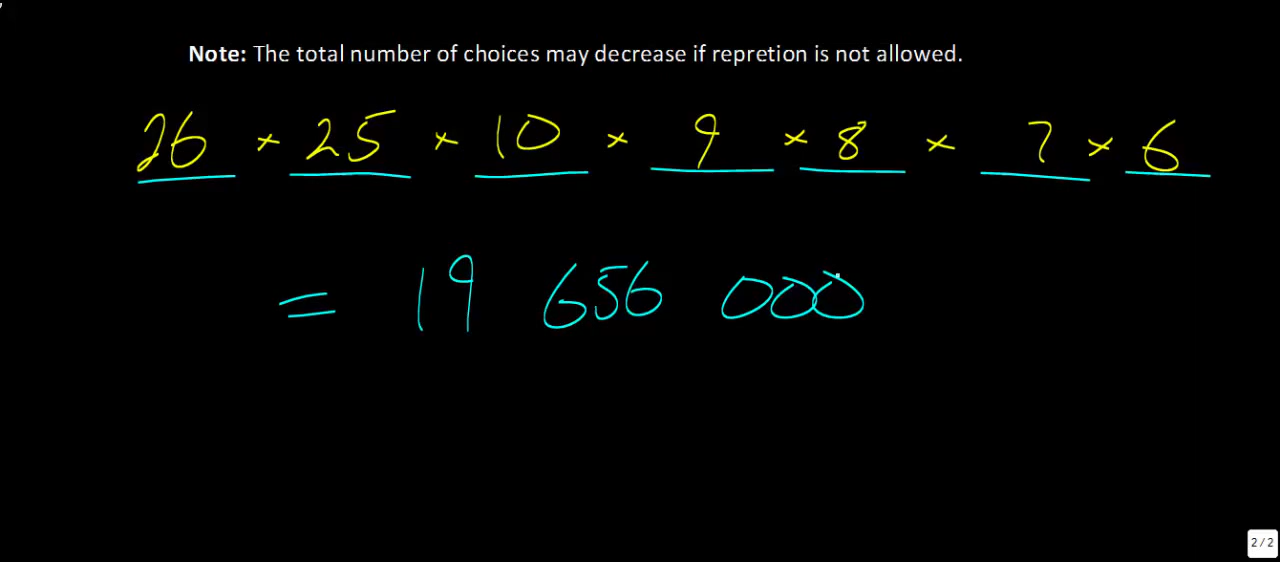 Note: The total number of choices may decrease if repretion is not allowed.
26 × 25 × 10 × 9 × 8 × 7 × 6
= 19 656 000
2 / 2